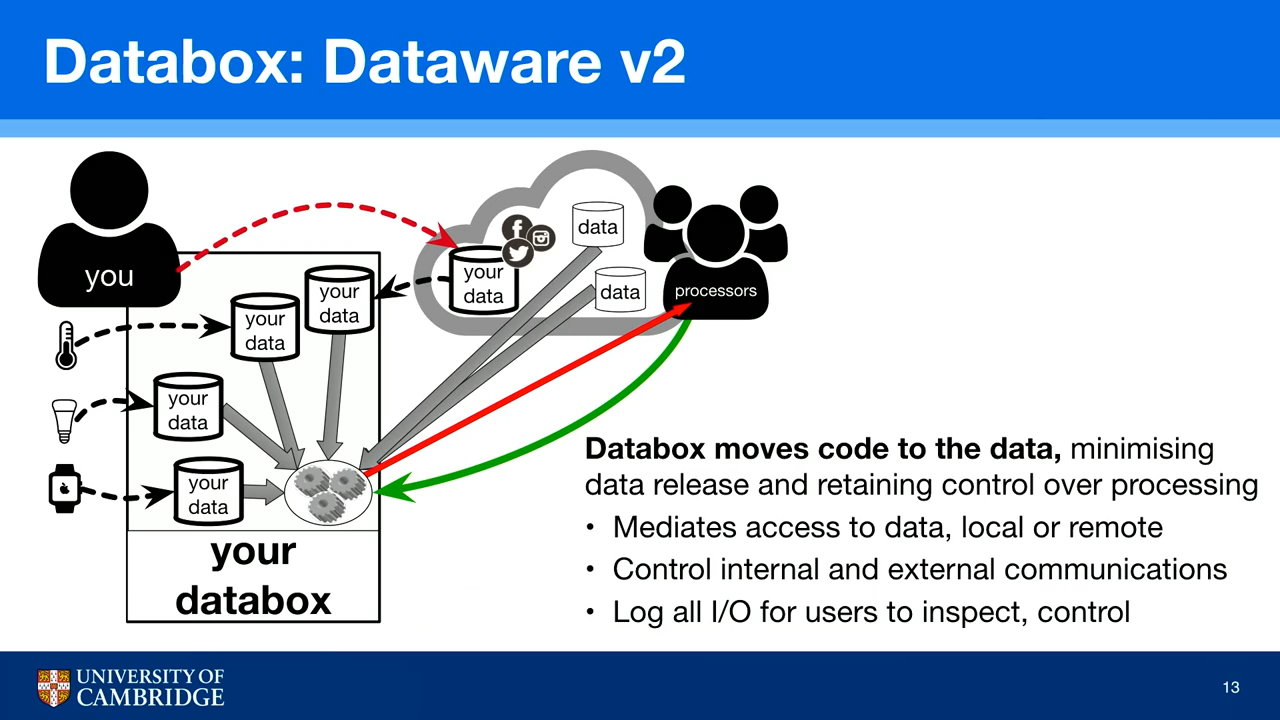 Databox: Dataware v2
you
data
your
data
data
processors
your
data
your
data
your
data
your
data
your
databox
Databox moves code to the data, minimising
data release and retaining control over processing
• Mediates access to data, local or remote
• Control internal and external communications
• Log all I/O for users to inspect, control
UNIVERSITY OF
CAMBRIDGE
13